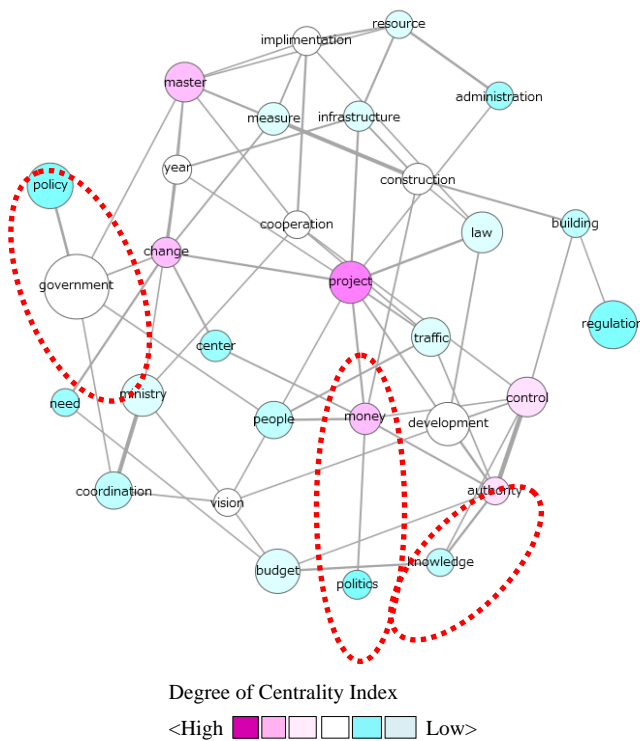 resource
implimentation
master
administration
measure
infrastructure
year
construction
policy
cooperation
law
building
change
government
project
regulation
center
traffic
need
ministry
control
people
money
development
coordination
vision
authority
budget
knowledge
politics
Degree of Centrality Index
<High Low>